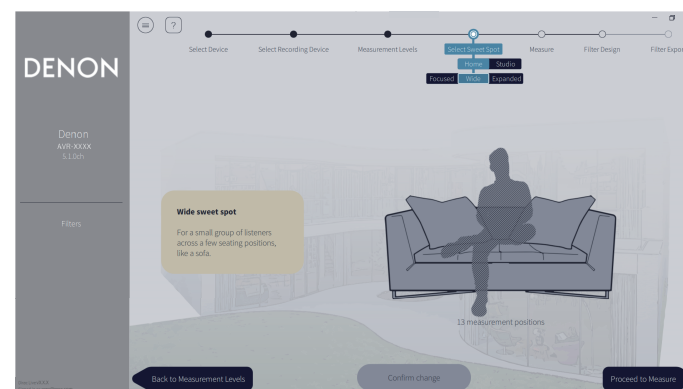 Select Device
Select Recording Device
Measurement Levels
Select Sweet Spot
Measure
Filter Design
Filter Expor
Home
Studio
Focused
Wide
Expanded
DENON
Denon
AVR-XXXX
5.1.0ch
Filters
Wide sweet spot
For a small group of listeners
across a few seating positions,
like a sofa.
13 measurement positions
Back to Measurement Levels
Confirm change
Proceed to Measure